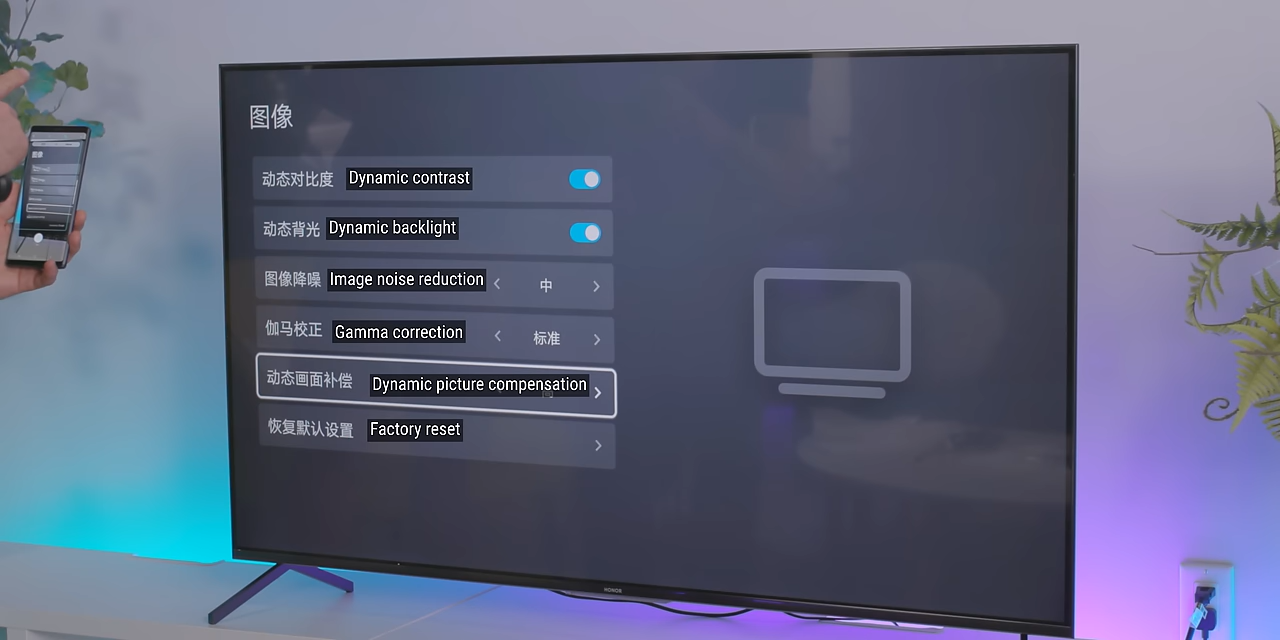 图像
动态对比度 Dynamic contrast
动态背光 Dynamic backlight
图像降噪 Image noise reduction 中
伽马校正 Gamma correction 标准
动态画面补偿 Dynamic picture compensation
恢复默认设置 Factory reset
HONOR